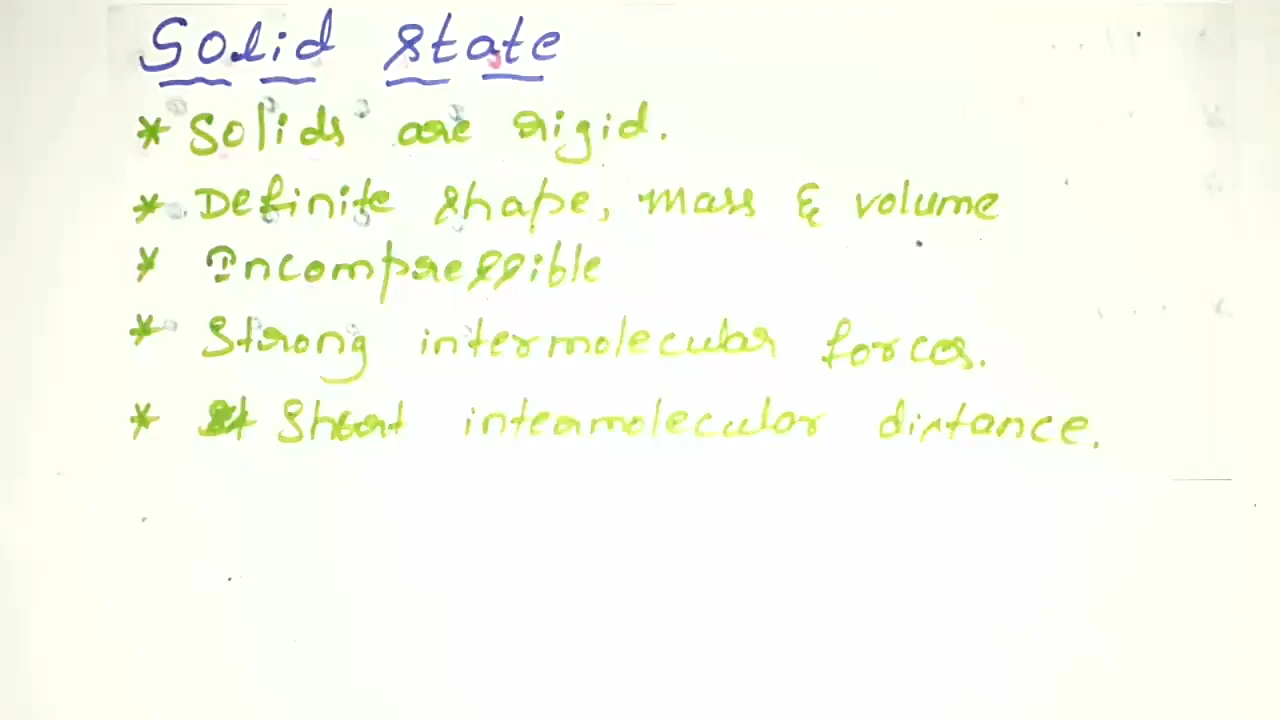 Solid state
* Solids are rigid.
* Definite shape, mass & volume
* Incompressible
* Strong intermolecular forces.
* Short intermolecular distance.